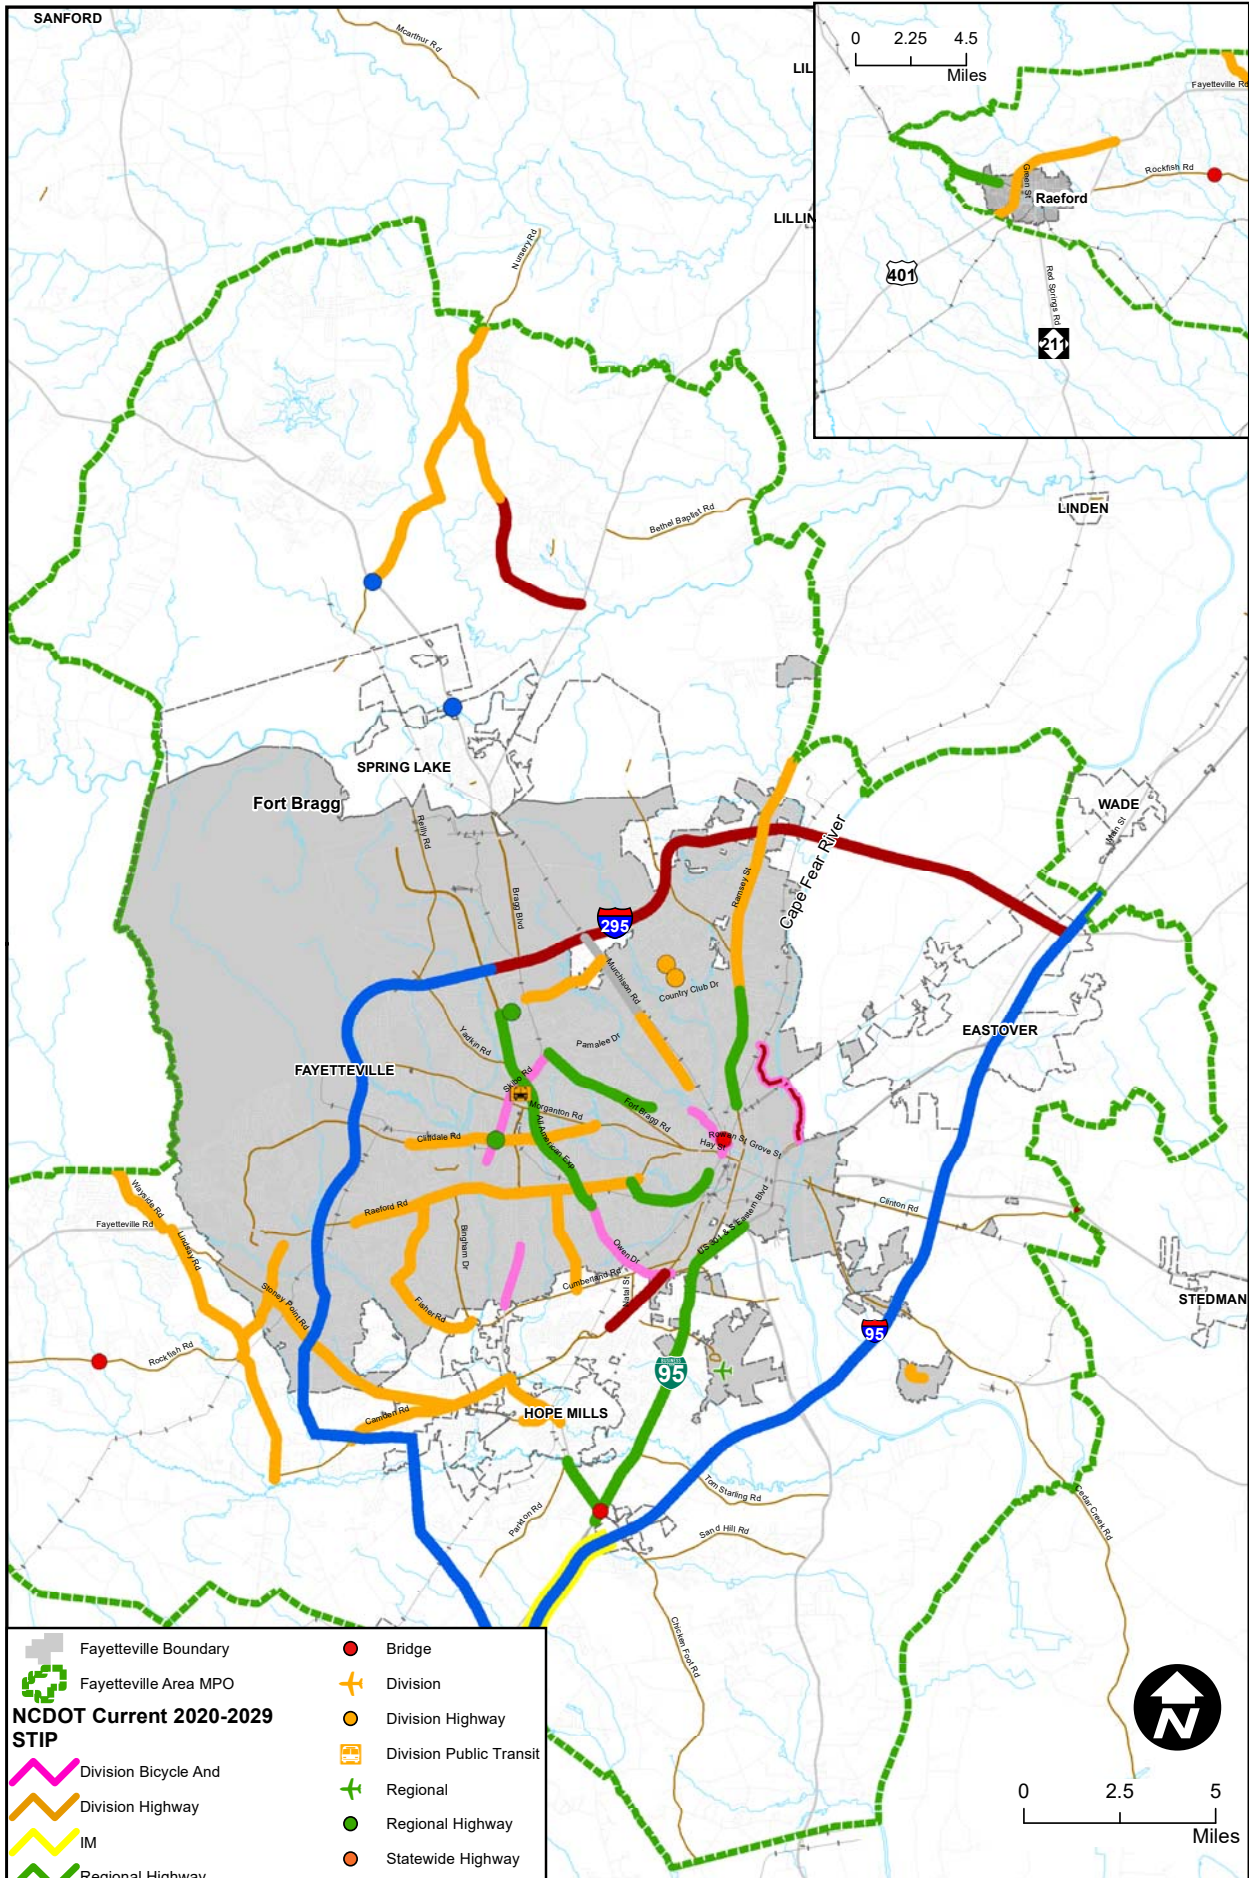 SANFORD
Mcarthur Rd
LIL
LILLIN
0 2.25 4.5
Miles
Fayetteville Rd
Rockfish Rd
Green St
Raeford
401
Red Springs Rd
211
Nursery Rd
Bethel Baptist Rd
LINDEN
SPRING LAKE
Fort Bragg
WADE
Main St
Reilly Rd
Bragg Blvd
Ramsey St
Cape Fear River
295
Murchison Rd
Country Club Dr
EASTOVER
Yadkin Rd
Pamalee Dr
FAYETTEVILLE
Skibo Rd
Morganton Rd
Fort Bragg Rd
Cliffdale Rd
All American Exp
Rowan St
Grove St
Hay St
Wayside Rd
Fayetteville Rd
Lindsay Rd
Raeford Rd
Bingham Dr
Clinton Rd
US 301 & S Eastern Blvd
Owen Dr
Cumberland Rd
Natal St
Stoney Point Rd
Fisher Rd
STEDMAN
95
Rockfish Rd
BUSINESS
95
Camden Rd
HOPE MILLS
Tom Starling Rd
Parkton Rd
Sand Hill Rd
Cedar Creek Rd
Chicken Foot Rd
Fayetteville Boundary
Fayetteville Area MPO
NCDOT Current 2020-2029
STIP
Division Bicycle And
Division Highway
IM
Regional Highway
Bridge
Division
Division Highway
Division Public Transit
Regional
Regional Highway
Statewide Highway
N
0 2.5 5
Miles